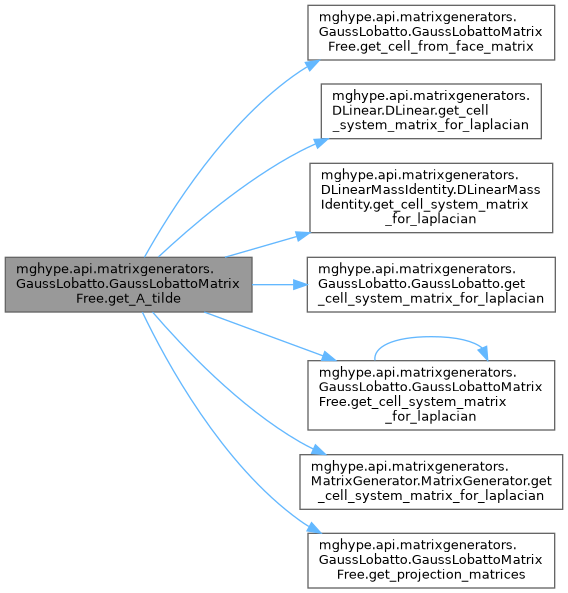 mghype.api.matrixgenerators.
GaussLobatto.GaussLobattoMatrix
Free.get_cell_from_face_matrix
mghype.api.matrixgenerators.
DLinear.DLinear.get_cell
_system_matrix_for_laplacian
mghype.api.matrixgenerators.
DLinearMassIdentity.DLinearMass
Identity.get_cell_system_matrix
_for_laplacian
mghype.api.matrixgenerators.
GaussLobatto.GaussLobattoMatrix
Free.get_A_tilde
mghype.api.matrixgenerators.
GaussLobatto.GaussLobatto.get
_cell_system_matrix_for_laplacian
mghype.api.matrixgenerators.
GaussLobatto.GaussLobattoMatrix
Free.get_cell_system_matrix
_for_laplacian
mghype.api.matrixgenerators.
MatrixGenerator.MatrixGenerator.get
_cell_system_matrix_for_laplacian
mghype.api.matrixgenerators.
GaussLobatto.GaussLobattoMatrix
Free.get_projection_matrices